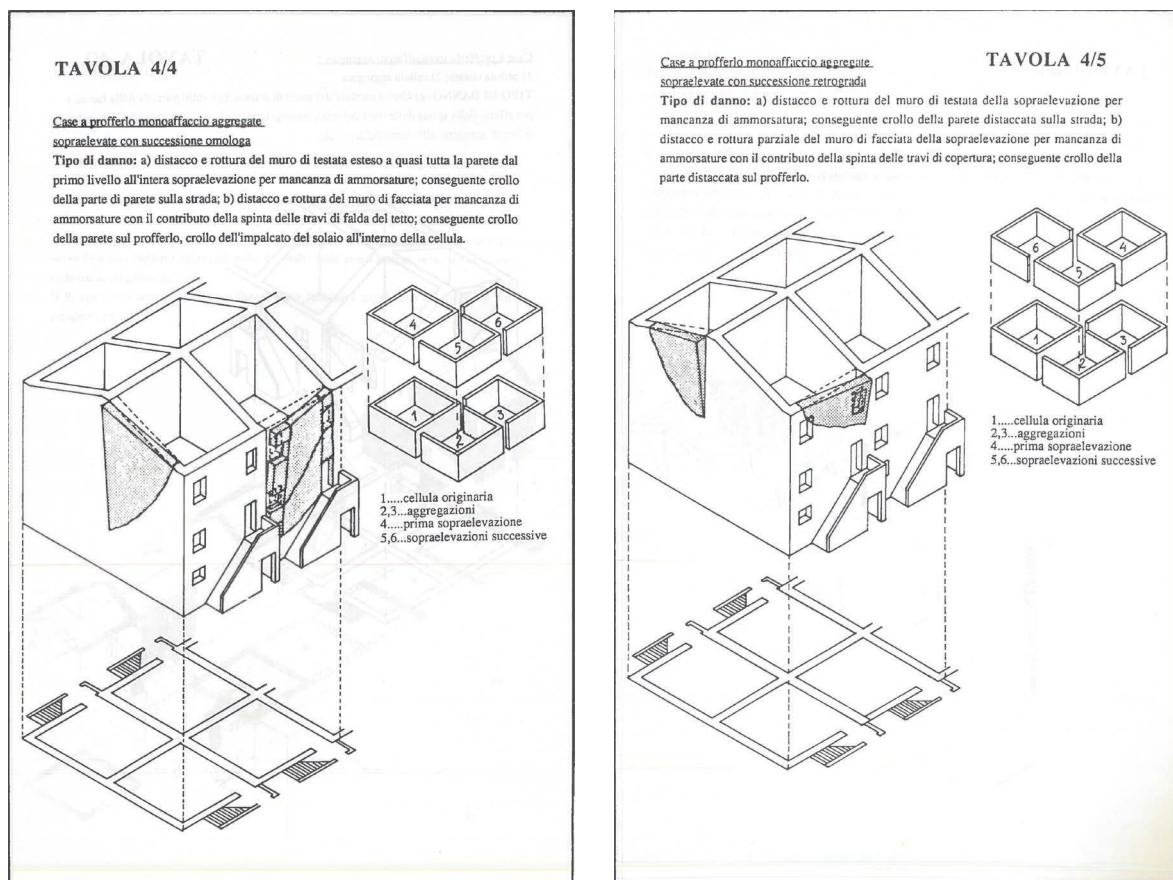 TAVOLA 4/4
Case a profferlo monoaffaccio aggregate
sopraelevate con successione omologa
Tipo di danno: a) distacco e rottura del muro di testata esteso a quasi tutta la parete dal
primo livello all'intera sopraelevazione per mancanza di ammorsature; conseguente crollo
della parte di parete sulla strada; b) distacco e rottura del muro di facciata per mancanza di
ammorsature con il contributo della spinta delle travi di falda del tetto; conseguente crollo
della parete sul profferlo, crollo dell'impalcato del solaio all'interno della cellula.
4
6
5
1
3
2
1.....cellula originaria
2,3...aggregazioni
4.....prima sopraelevazione
5,6...sopraelevazioni successive
TAVOLA 4/5
Case a profferlo monoaffaccio aggregate
sopraelevate con successione retrograda
Tipo di danno: a) distacco e rottura del muro di testata della sopraelevazione per
mancanza di ammorsatura; conseguente crollo della parete distaccata sulla strada; b)
distacco e rottura parziale del muro di facciata della sopraelevazione per mancanza di
ammorsature con il contributo della spinta delle travi di copertura; conseguente crollo della
parte distaccata sul profferlo.
6
4
5
1
3
2
1.....cellula originaria
2,3...aggregazioni
4.....prima sopraelevazione
5,6...sopraelevazioni successive